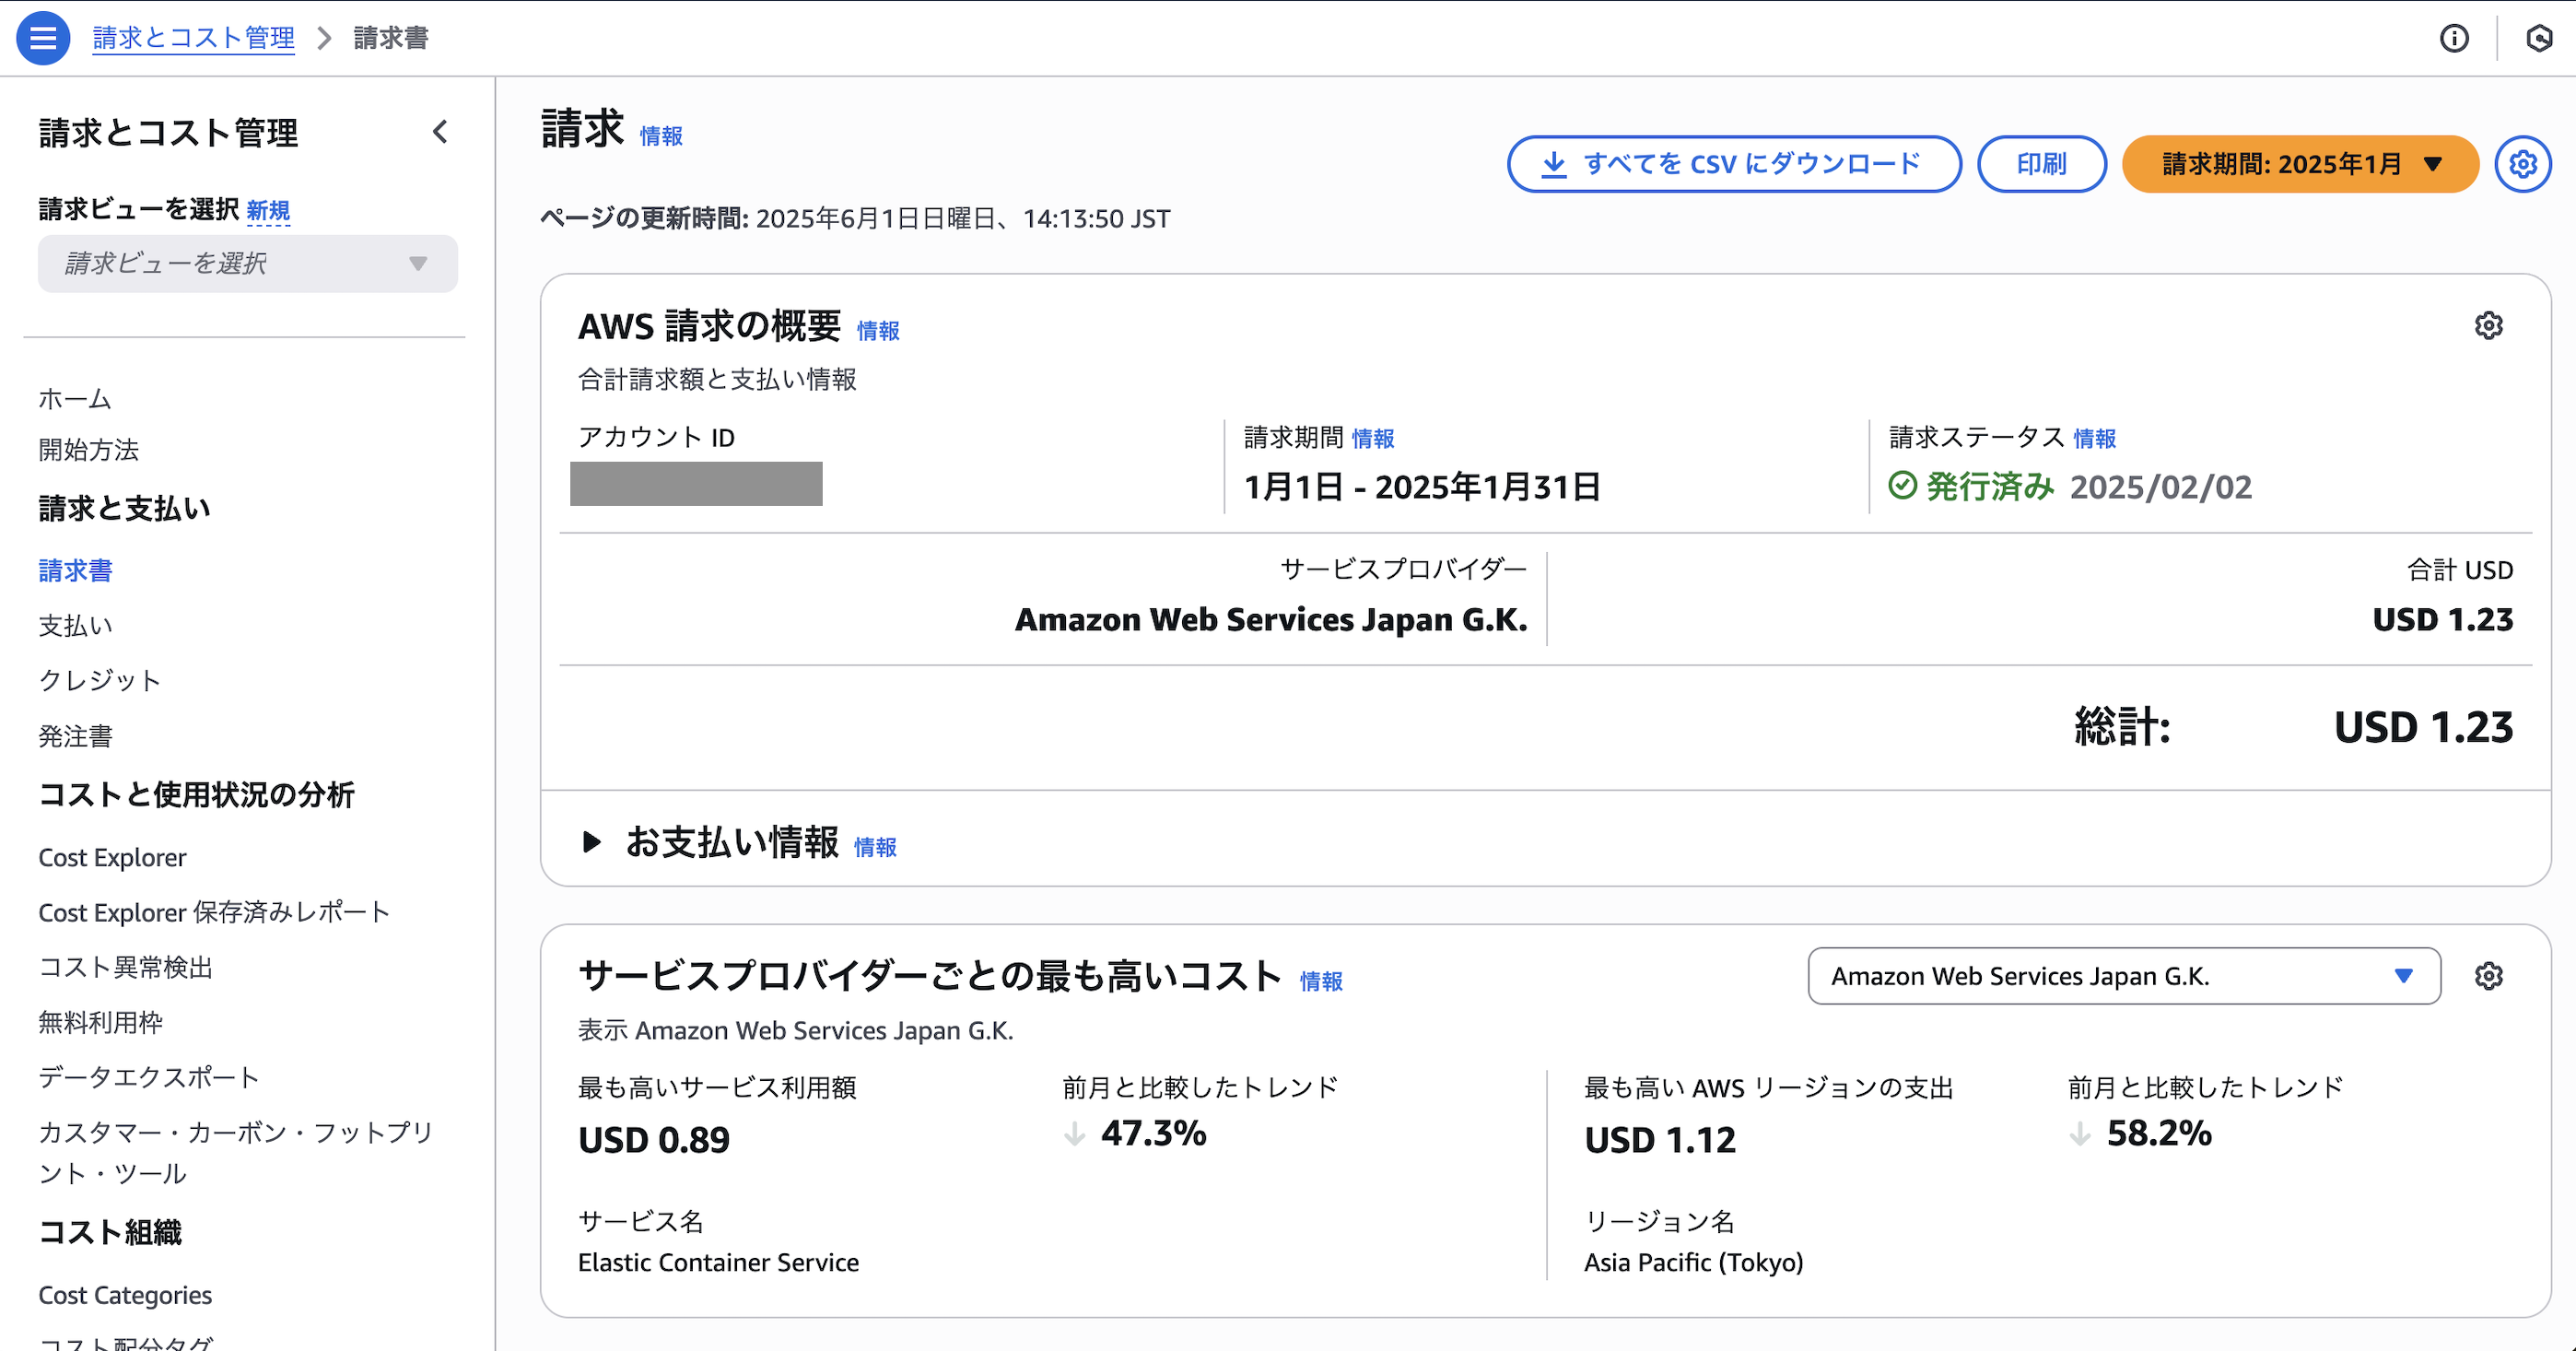 請求とコスト管理 > 請求書
請求とコスト管理
請求ビューを選択 新規
請求ビューを選択
ホーム
開始方法
請求と支払い
請求書
支払い
クレジット
発注書
コストと使用状況の分析
Cost Explorer
Cost Explorer 保存済みレポート
コスト異常検出
無料利用枠
データエクスポート
カスタマー・カーボン・フットプリ
ント・ツール
コスト組織
Cost Categories
コスト配分タグ
請求 情報
すべてを CSV にダウンロード
印刷
請求期間: 2025年1月
ページの更新時間: 2025年6月1日日曜日、14:13:50 JST
AWS 請求の概要 情報
合計請求額と支払い情報
アカウント ID
請求期間 情報
1月1日 - 2025年1月31日
請求ステータス 情報
発行済み 2025/02/02
サービスプロバイダー
Amazon Web Services Japan G.K.
合計 USD
USD 1.23
総計: USD 1.23
お支払い情報 情報
サービスプロバイダーごとの最も高いコスト 情報
Amazon Web Services Japan G.K.
表示 Amazon Web Services Japan G.K.
最も高いサービス利用額
USD 0.89
前月と比較したトレンド
47.3%
サービス名
Elastic Container Service
最も高い AWS リージョンの支出
USD 1.12
前月と比較したトレンド
58.2%
リージョン名
Asia Pacific (Tokyo)